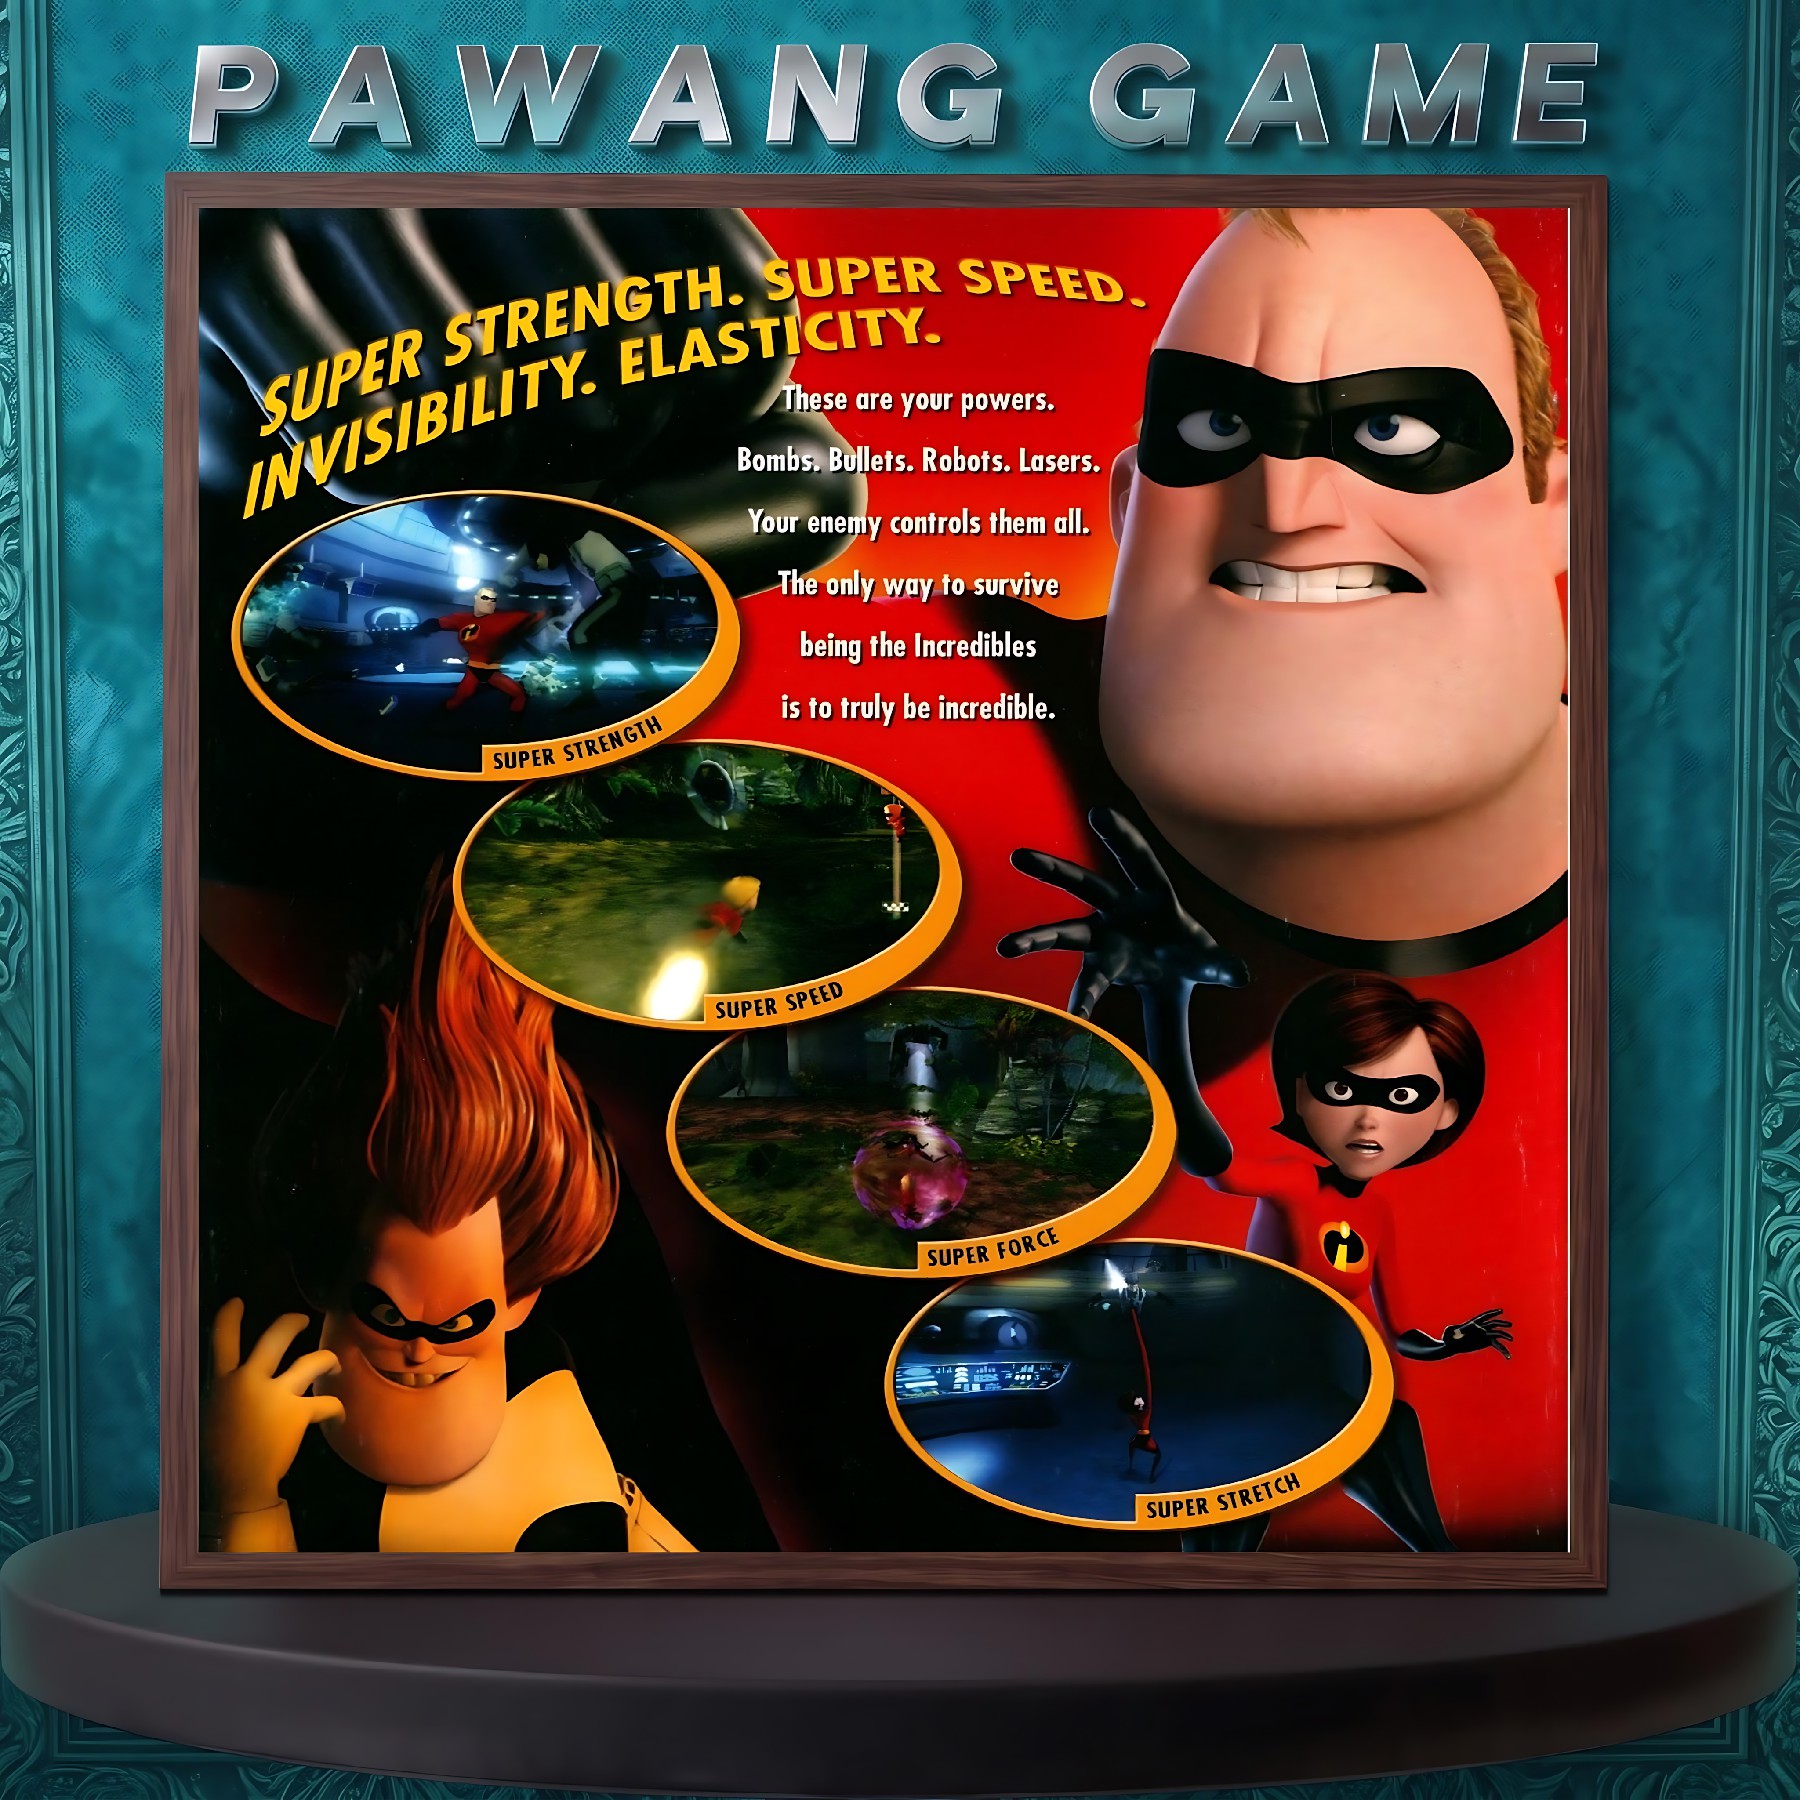 PAWANG GAME
SUPER STRENGTH. SUPER SPEED.
INVISIBILITY. ELASTICITY.
These are your powers.
Bombs. Bullets. Robots. Lasers.
Your enemy controls them all.
The only way to survive
being the Incredibles
is to truly be incredible.
SUPER STRENGTH
SUPER SPEED
SUPER FORCE
SUPER STRETCH